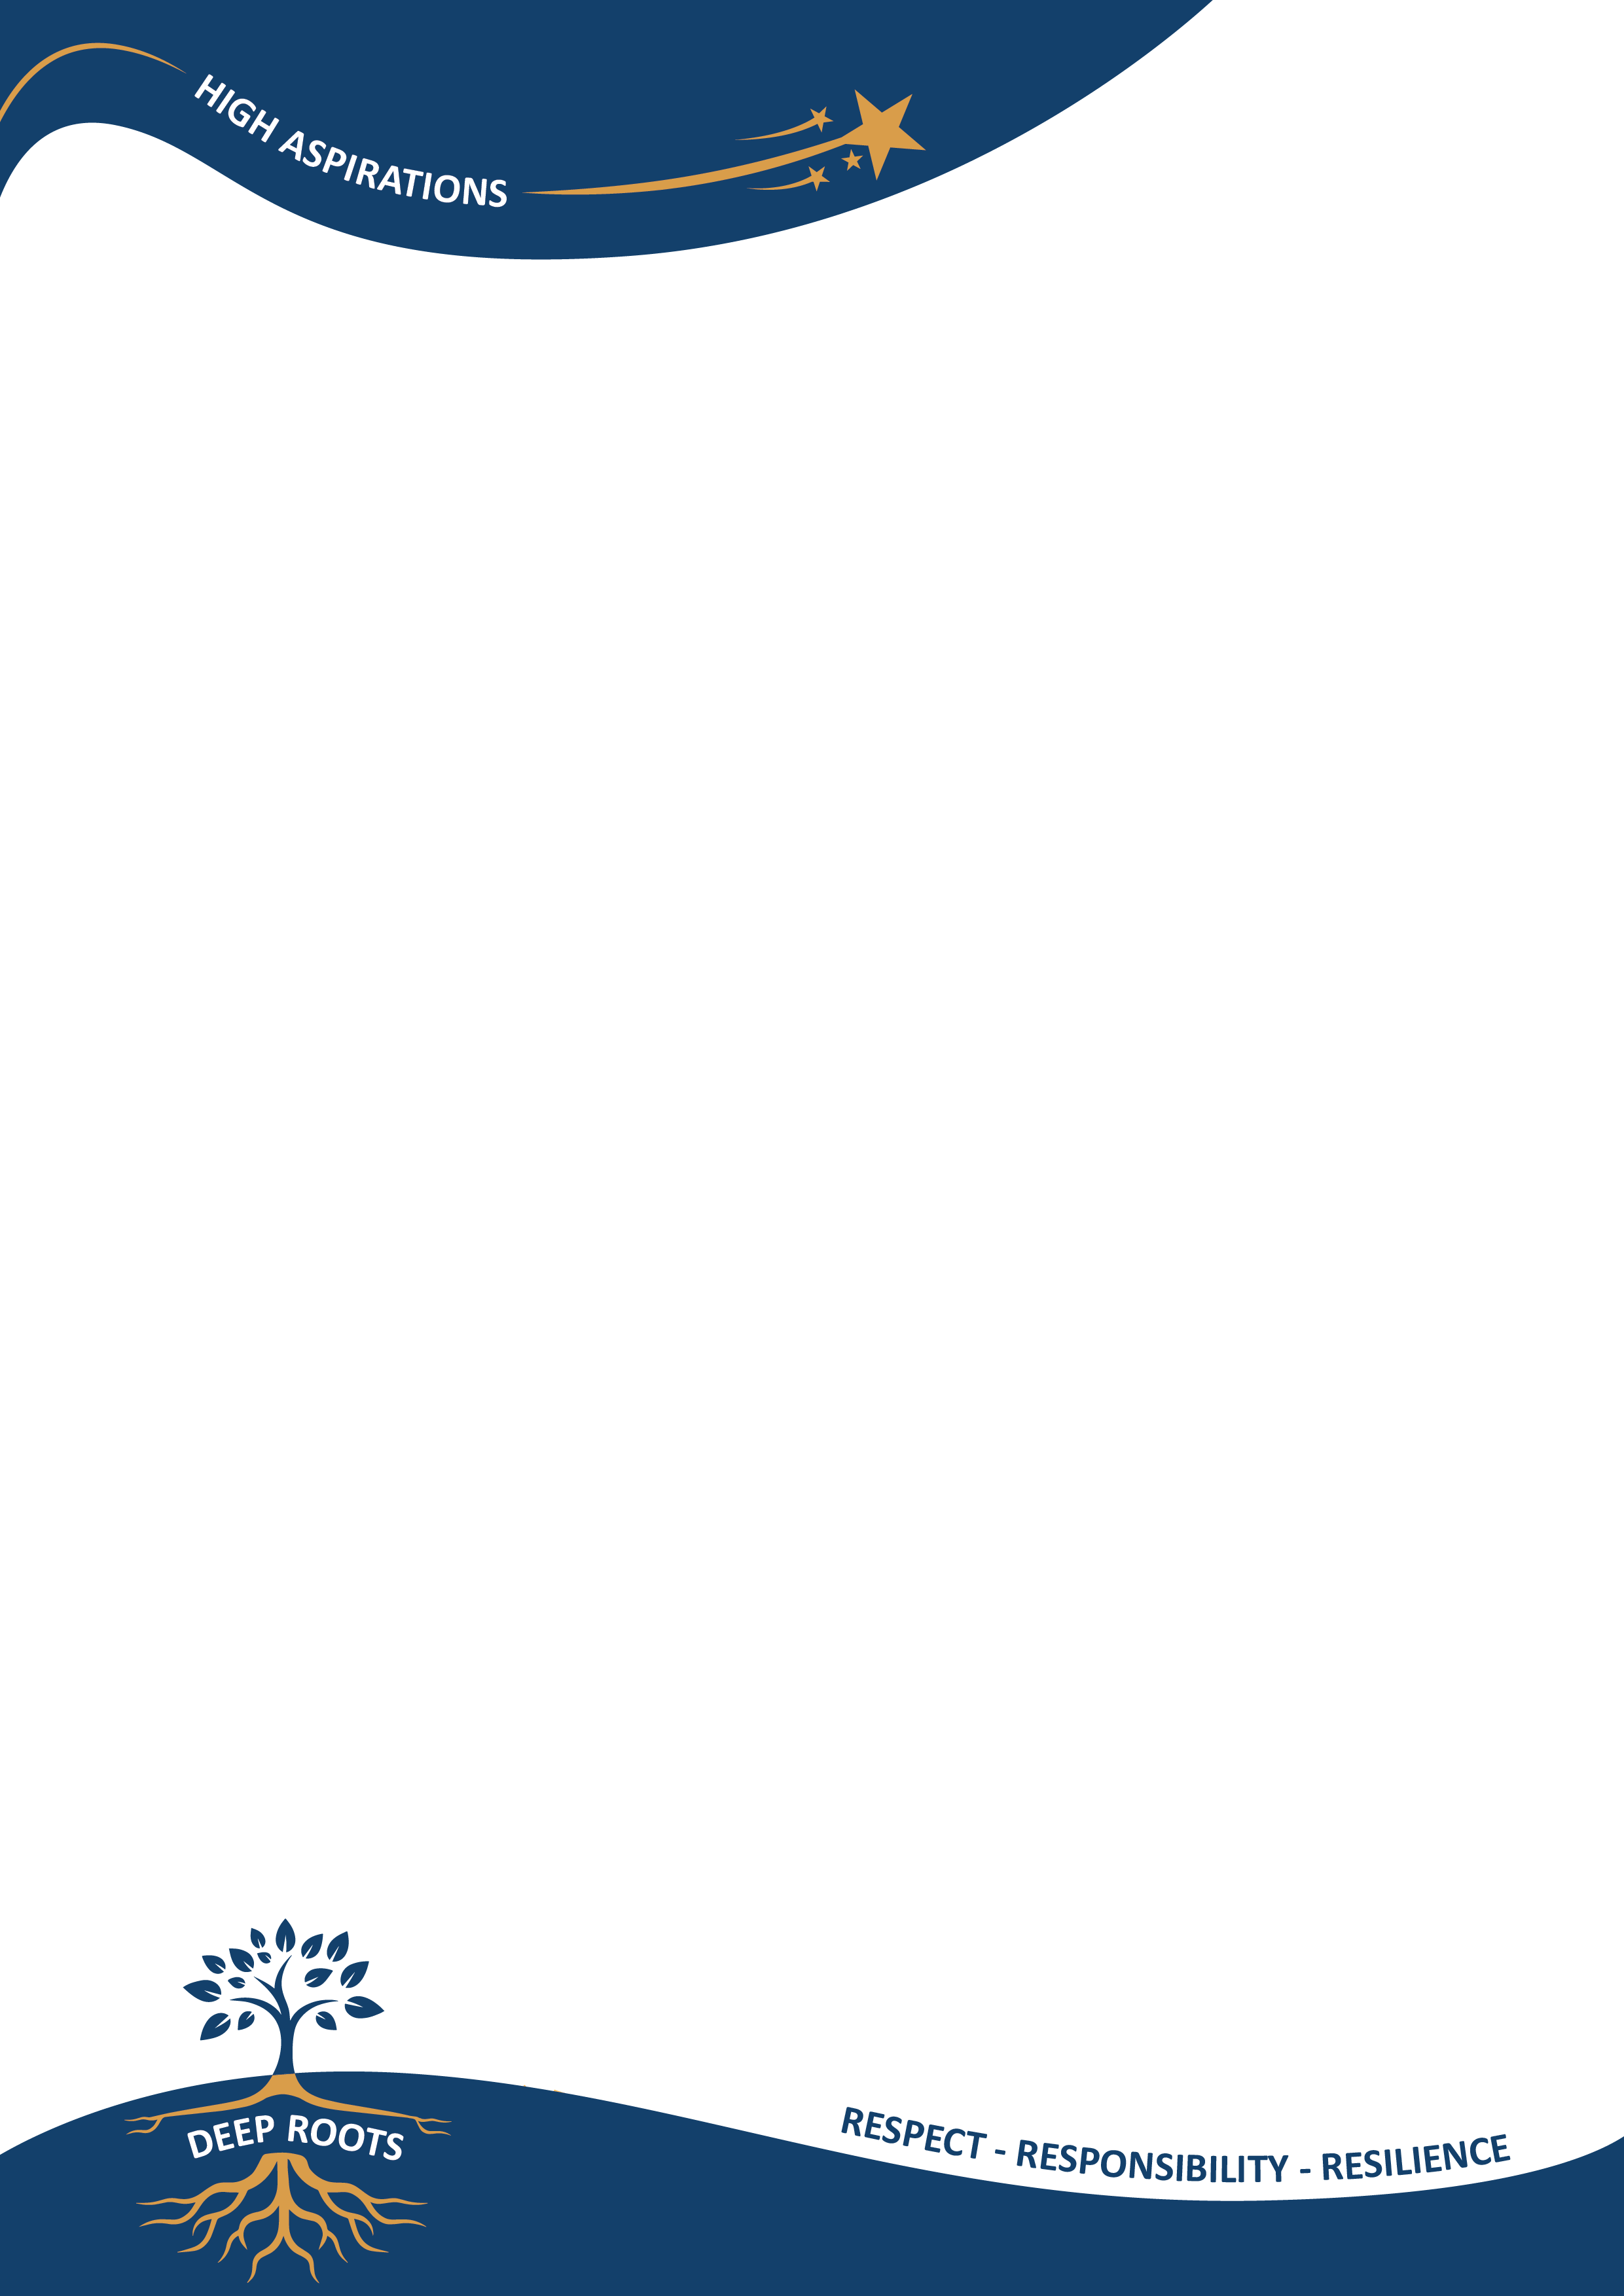 HIGH ASPIRATIONS
DEEP ROOTS
RESPECT - RESPONSIBILITY - RESILIENCE